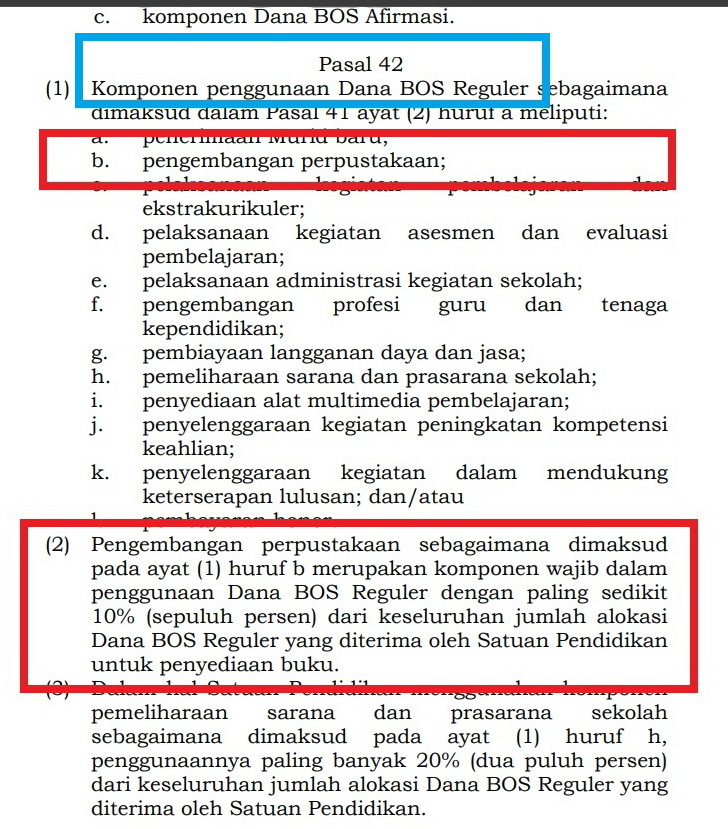 c. komponen Dana BOS Afirmasi.
Pasal 42
(1) Komponen penggunaan Dana BOS Reguler sebagaimana
dimaksud dalam Pasal 41 ayat (2) huruf a meliputi:
a. penerimaan Murid baru;
b. pengembangan perpustakaan;
c. pelaksanaan kegiatan pembelajaran dan
ekstrakurikuler;
d. pelaksanaan kegiatan asesmen dan evaluasi
pembelajaran;
e. pelaksanaan administrasi kegiatan sekolah;
f. pengembangan profesi guru dan tenaga
kependidikan;
g. pembiayaan langganan daya dan jasa;
h. pemeliharaan sarana dan prasarana sekolah;
i. penyediaan alat multimedia pembelajaran;
j. penyelenggaraan kegiatan peningkatan kompetensi
keahlian;
k. penyelenggaraan kegiatan dalam mendukung
keterserapan lulusan; dan/atau
l. pembayaran honor
(2) Pengembangan perpustakaan sebagaimana dimaksud
pada ayat (1) huruf b merupakan komponen wajib dalam
penggunaan Dana BOS Reguler dengan paling sedikit
10% (sepuluh persen) dari keseluruhan jumlah alokasi
Dana BOS Reguler yang diterima oleh Satuan Pendidikan
untuk penyediaan buku.
(3) Dalam hal Satuan Pendidikan menggunakan komponen
pemeliharaan sarana dan prasarana sekolah
sebagaimana dimaksud pada ayat (1) huruf h,
penggunaannya paling banyak 20% (dua puluh persen)
dari keseluruhan jumlah alokasi Dana BOS Reguler yang
diterima oleh Satuan Pendidikan.